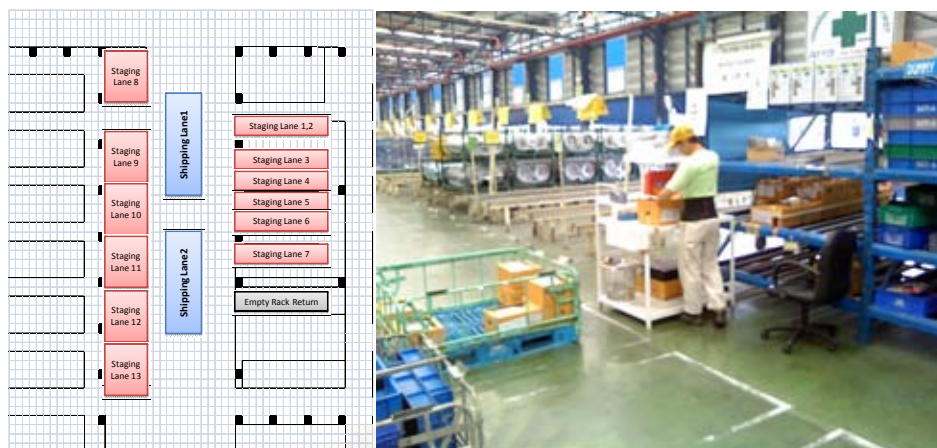 Staging
Lane 8
Shipping Lane1
Staging Lane 1,2
Staging
Lane 9
Staging Lane 3
Staging Lane 4
Staging
Lane 10
Staging Lane 5
Staging Lane 6
Shipping Lane2
Staging
Lane 11
Staging Lane 7
Staging
Lane 12
Empty Rack Return
Staging
Lane 13
DUMMY